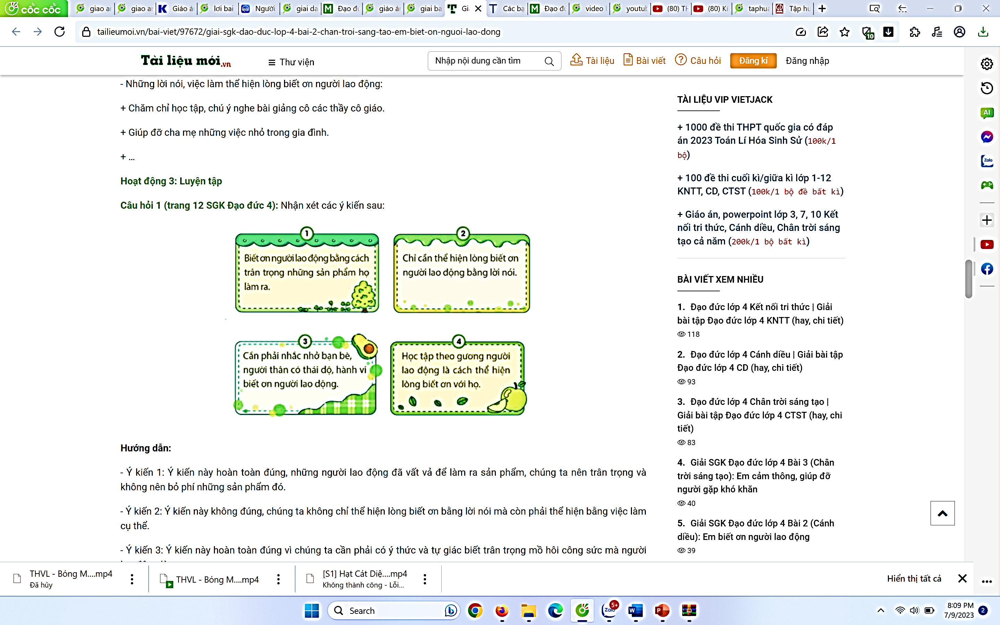 cốc cốc
giao ar
giao ar
Giáo á
lơi bai
Người
giai da
Đạo đứ
giáo ár
giai ba
Gi
Các bạ
Đạo đứ
video
youtub
(80) TH
(80) Kí
taphua
Tập hu
tailieumoi.vn/bai-viet/97672/giai-sgk-dao-duc-lop-4-bai-2-chan-troi-sang-tao-em-biet-on-nguoi-lao-dong
10
Tài liệu mới.vn
Thư viện
Nhập nội dung cần tìm
Tài liệu
Bài viết
Câu hỏi
Đăng kí
Đăng nhập
- Những lời nói, việc làm thể hiện lòng biết ơn người lao động:
+ Chăm chỉ học tập, chú ý nghe bài giảng cô các thầy cô giáo.
+ Giúp đỡ cha mẹ những việc nhỏ trong gia đình.
+ ...
Hoạt động 3: Luyện tập
Câu hỏi 1 (trang 12 SGK Đạo đức 4): Nhận xét các ý kiến sau:
1
Biết ơn người lao động bằng cách
trân trọng những sản phẩm họ
làm ra.
2
Chỉ cần thể hiện lòng biết ơn
người lao động bằng lời nói.
3
Cần phải nhắc nhở bạn bè,
người thân có thái độ, hành vi
biết ơn người lao động.
4
Học tập theo gương người
lao động là cách thể hiện
lòng biết ơn với họ.
Hướng dẫn:
- Ý kiến 1: Ý kiến này hoàn toàn đúng, những người lao động đã vất vả để làm ra sản phẩm, chúng ta nên trân trọng và
không nên bỏ phí những sản phẩm đó.
- Ý kiến 2: Ý kiến này không đúng, chúng ta không chỉ thể hiện lòng biết ơn bằng lời nói mà còn phải thể hiện bằng việc làm
cụ thể.
- Ý kiến 3: Ý kiến này hoàn toàn đúng vì chúng ta cần phải có ý thức và tự giác biết trân trọng mồ hôi công sức mà người
TÀI LIỆU VIP VIETJACK
+ 1000 đề thi THPT quốc gia có đáp
án 2023 Toán Lí Hóa Sinh Sử (100k/1
bộ)
+ 100 đề thi cuối kì/giữa kì lớp 1-12
KNTT, CD, CTST (100k/1 bộ đề bất kì)
+ Giáo án, powerpoint lớp 3, 7, 10 Kết
nối tri thức, Cánh diều, Chân trời sáng
tạo cả năm (200k/1 bộ bất kì)
BÀI VIẾT XEM NHIỀU
1. Đạo đức lớp 4 Kết nối tri thức | Giải
bài tập Đạo đức lớp 4 KNTT (hay, chi tiết)
118
2. Đạo đức lớp 4 Cánh diều | Giải bài tập
Đạo đức lớp 4 CD (hay, chi tiết)
93
3. Đạo đức lớp 4 Chân trời sáng tạo |
Giải bài tập Đạo đức lớp 4 CTST (hay, chi
tiết)
83
4. Giải SGK Đạo đức lớp 4 Bài 3 (Chân
trời sáng tạo): Em cảm thông, giúp đỡ
người gặp khó khăn
40
5. Giải SGK Đạo đức lớp 4 Bài 2 (Cánh
diều): Em biết ơn người lao động
39
AI
Zalo
THVL - Bóng M....mp4
Đã hủy
THVL - Bóng M....mp4
[S1] Hạt Cát Diệ....mp4
Không thành công - Lỗi...
Hiển thị tất cả
Search
Zalo
5+
W
P
8:09 PM
7/9/2023
2